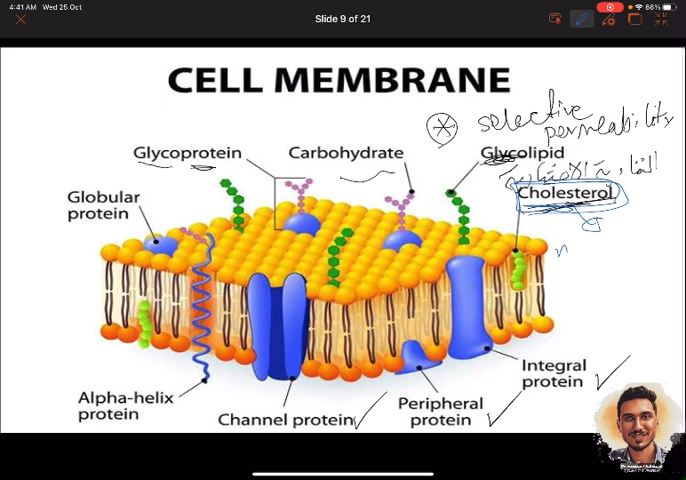 4:41 AM Wed 25 Oct
66%
Slide 9 of 21
CELL MEMBRANE
selective
permeability
Glycoprotein
Carbohydrate
Glycolipid
Cholesterol
Globular
protein
Integral
protein
Alpha-helix
protein
Channel protein
Peripheral
protein